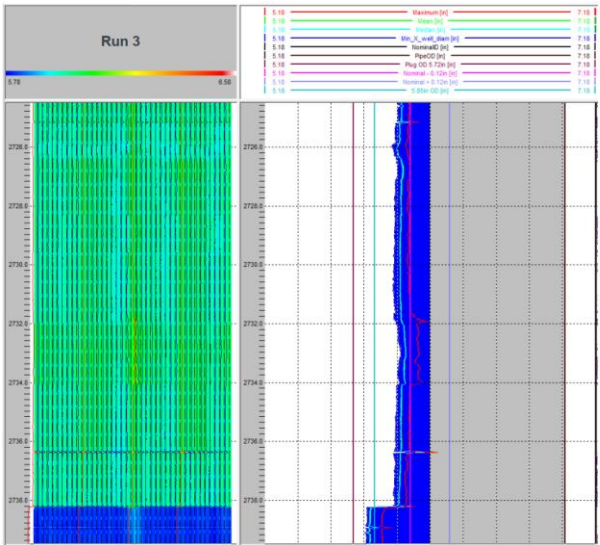 Run 3
5.78 6.50
5.18 Maximum [in] 7.18
5.18 Mean [in] 7.18
5.18 Median [in] 7.18
5.18 Min_X_wall_diam [in] 7.18
5.18 NominalID [in] 7.18
5.18 PipeOD [in] 7.18
5.18 Plug OD 5.72in [in] 7.18
5.18 Nominal - 0.12in [in] 7.18
5.18 Nominal + 0.12in [in] 7.18
5.18 5.85in OD [in] 7.18
2726.0 2726.0
2728.0 2728.0
2730.0 2730.0
2732.0 2732.0
2734.0 2734.0
2736.0 2736.0
2738.0 2738.0